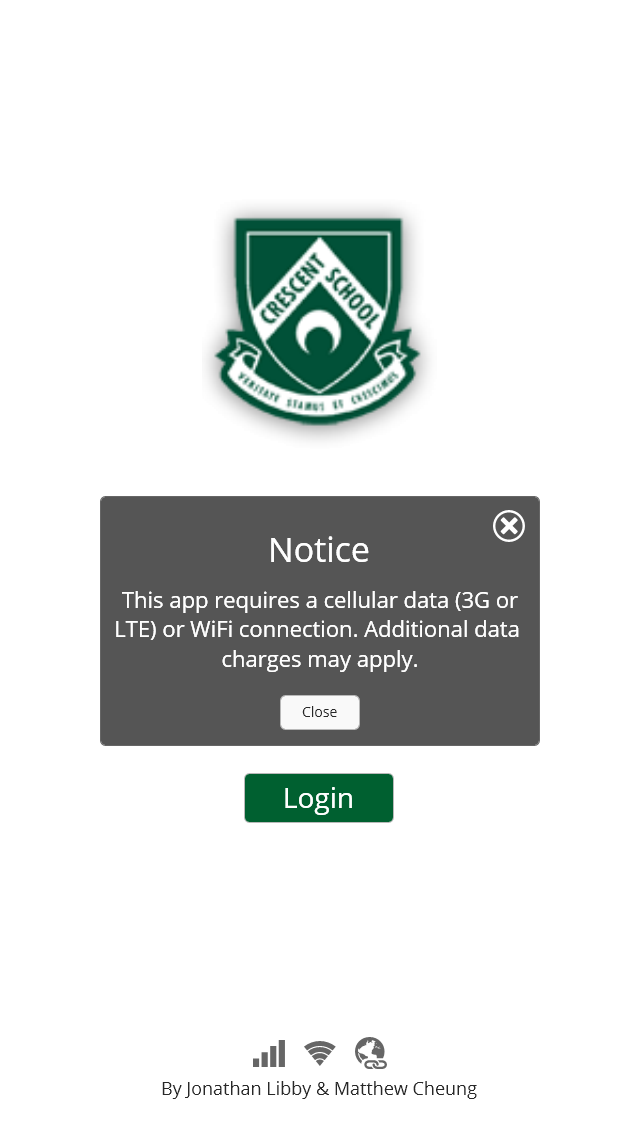 CRESCENT SCHOOL
VERITATE STAMUS ET CRESCIMUS
Notice
This app requires a cellular data (3G or
LTE) or WiFi connection. Additional data
charges may apply.
Close
Login
By Jonathan Libby & Matthew Cheung